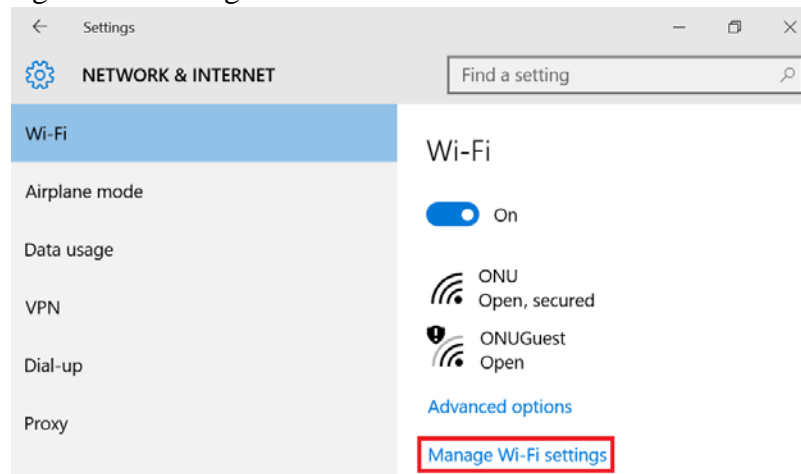 Settings
NETWORK & INTERNET
Find a setting
Wi-Fi
Airplane mode
Data usage
VPN
Dial-up
Proxy
Wi-Fi
On
ONU
Open, secured
ONUGuest
Open
Advanced options
Manage Wi-Fi settings